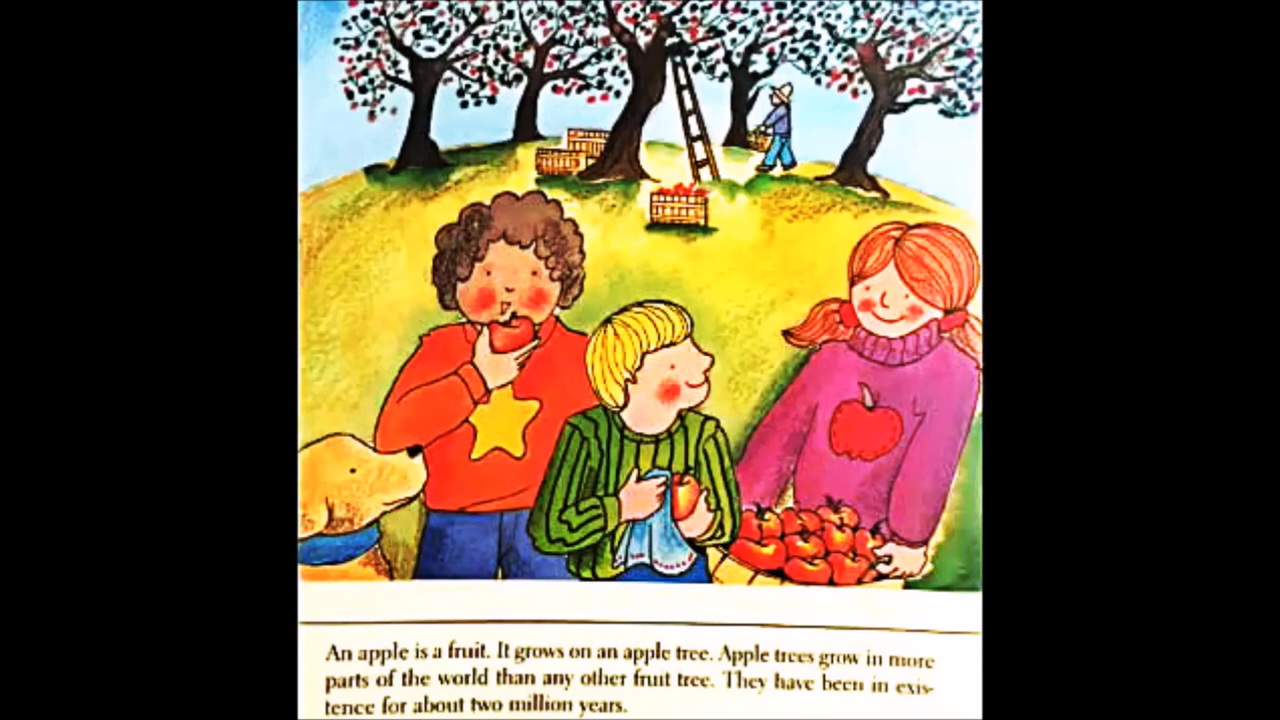 An apple is a fruit. It grows on an apple tree. Apple trees grow in more
parts of the world than any other fruit tree. They have been in exis-
tence for about two million years.